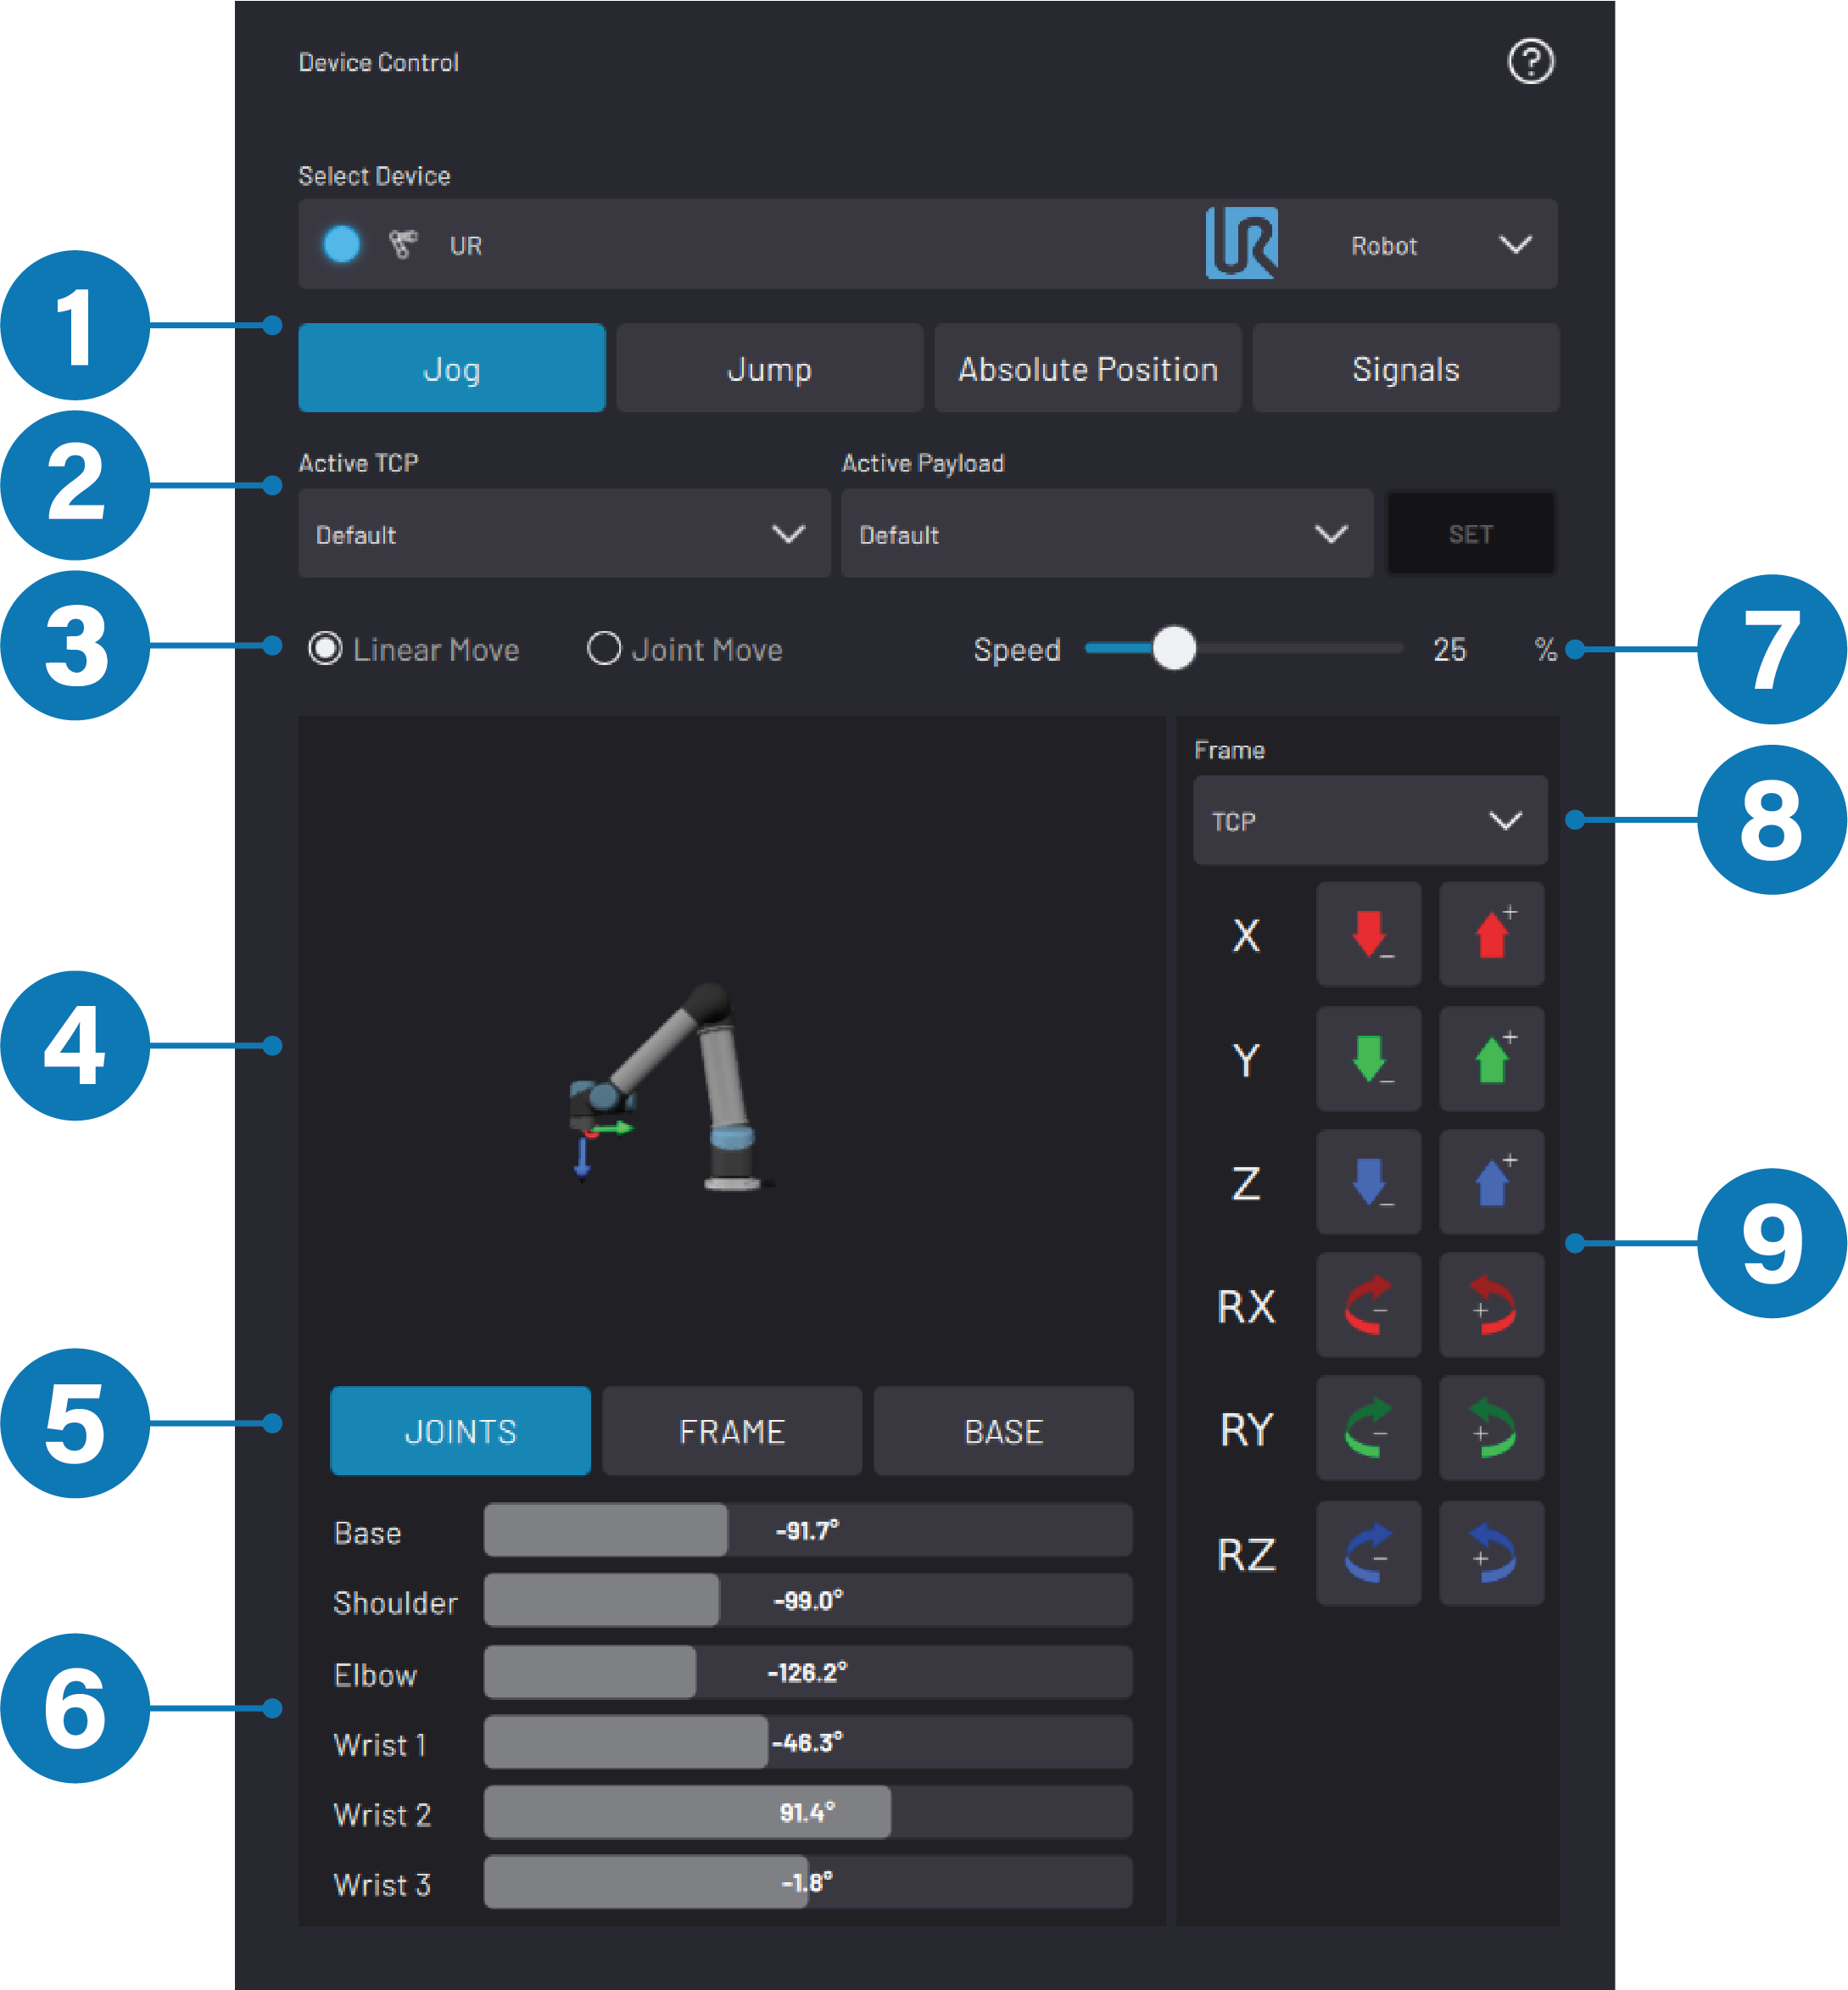 Device Control ?
Select Device
UR UR Robot
1
Jog Jump Absolute Position Signals
2
Active TCP Active Payload
Default Default SET
3
Linear Move Joint Move Speed 25 %
7
Frame
TCP
8
X - +
Y - +
4
Z - +
9
RX - +
5
JOINTS FRAME BASE
RY - +
Base -91.7°
RZ - +
Shoulder -99.0°
Elbow -126.2°
6
Wrist 1 -46.3°
Wrist 2 91.4°
Wrist 3 -1.8°